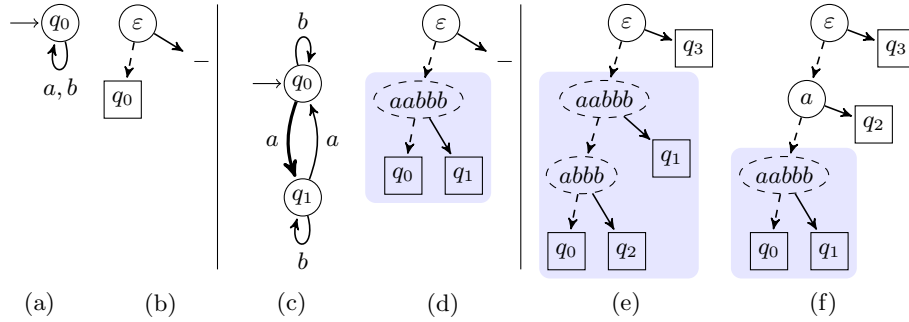 q₀
a, b
(a)
ε
–
q₀
(b)
b
q₀
a
a
q₁
b
(c)
ε
–
aabbb
q₀
q₁
(d)
ε
q₃
aabbb
q₁
abbb
q₀
q₂
(e)
ε
q₃
a
q₂
aabbb
q₀
q₁
(f)